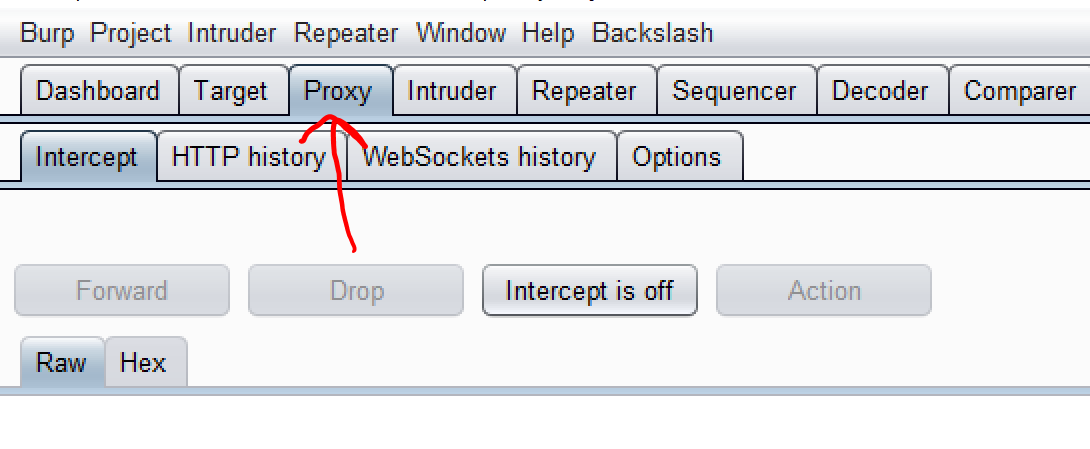 Burp Project Intruder Repeater Window Help Backslash
Dashboard Target Proxy Intruder Repeater Sequencer Decoder Comparer
Intercept HTTP history WebSockets history Options
Forward Drop Intercept is off Action
Raw Hex